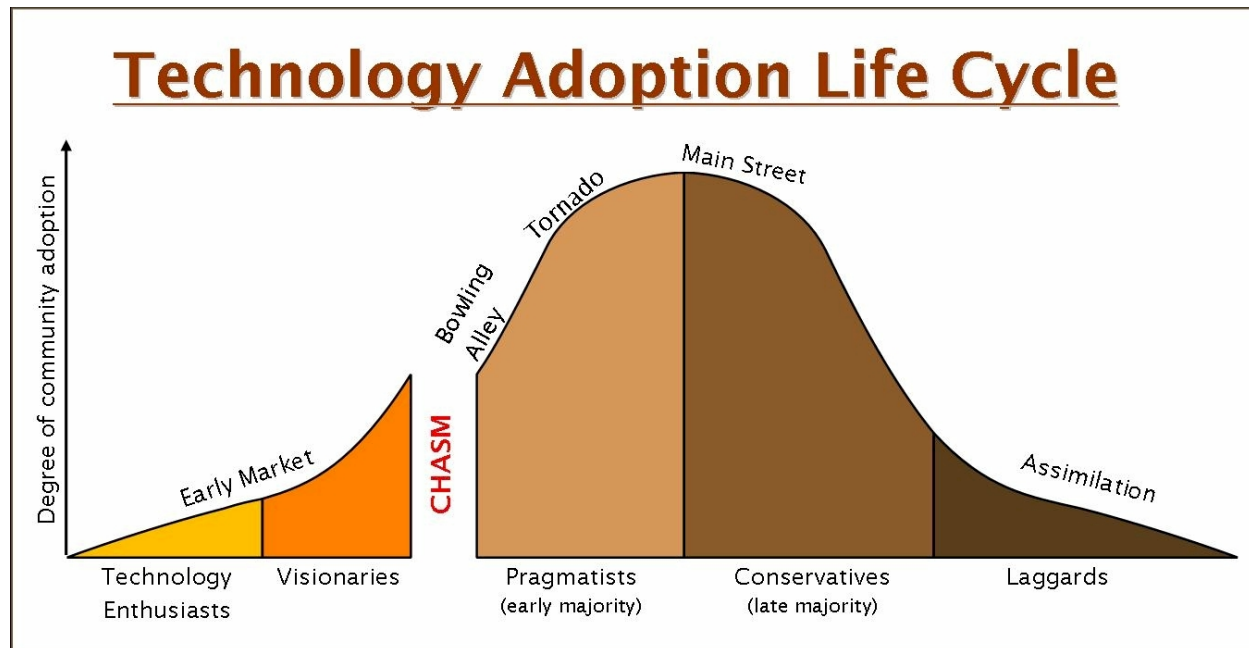 Technology Adoption Life Cycle
Degree of community adoption
Early Market
CHASM
Bowling
Alley
Tornado
Main Street
Assimilation
Technology
Enthusiasts
Visionaries
Pragmatists
(early majority)
Conservatives
(late majority)
Laggards